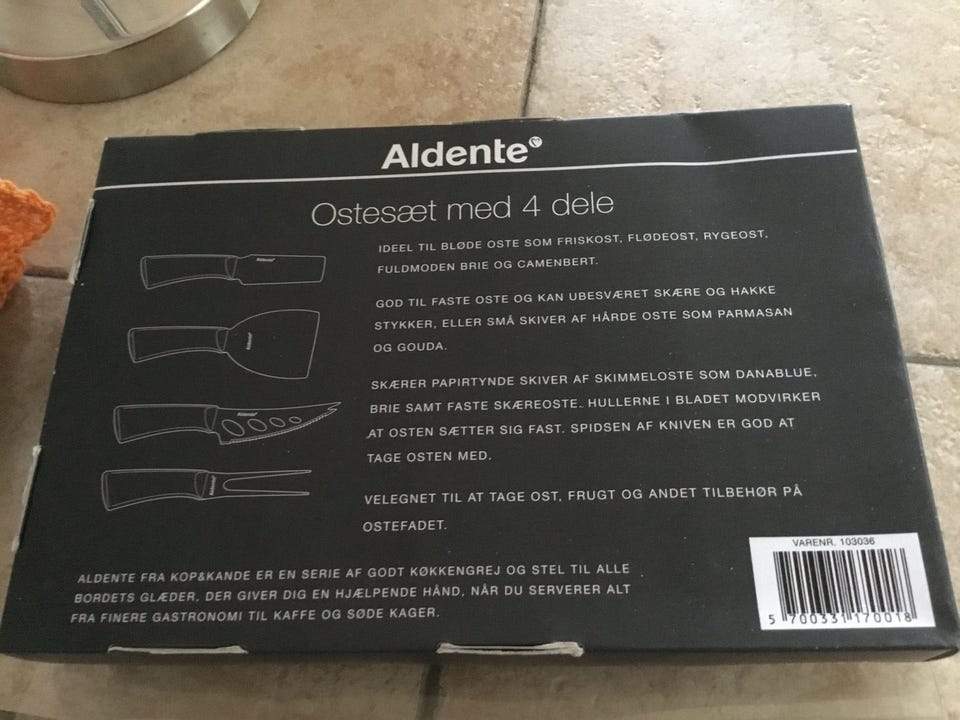 Aldente®
Ostesæt med 4 dele
IDEEL TIL BLØDE OSTE SOM FRISKOST, FLØDEOST, RYGEOST,
FULDMODEN BRIE OG CAMENBERT.
Aldente
GOD TIL FASTE OSTE OG KAN UBESVÆRET SKÆRE OG HAKKE
STYKKER, ELLER SMÅ SKIVER AF HÅRDE OSTE SOM PARMASAN
OG GOUDA.
Aldente
SKÆRER PAPIRTYNDE SKIVER AF SKIMMELOSTE SOM DANABLUE,
BRIE SAMT FASTE SKÆREOSTE.. HULLERNE I BLADET MODVIRKER
AT OSTEN SÆTTER SIG FAST. SPIDSEN AF KNIVEN ER GOD AT
TAGE OSTEN MED.
Aldente
VELEGNET TIL AT TAGE OST, FRUGT OG ANDET TILBEHØR PÅ
OSTEFADET.
Aldente
ALDENTE FRA KOP&KANDE ER EN SERIE AF GODT KØKKENGREJ OG STEL TIL ALLE
BORDETS GLÆDER, DER GIVER DIG EN HJÆLPENDE HÅND, NÅR DU SERVERER ALT
FRA FINERE GASTRONOMI TIL KAFFE OG SØDE KAGER.
VARENR. 103036
5 700331 170018